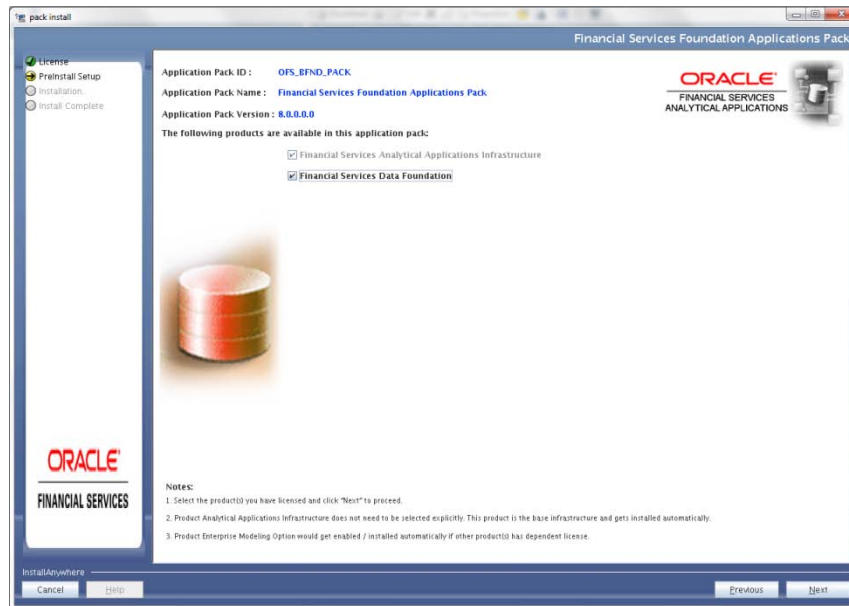 pack install
Financial Services Foundation Applications Pack
License
PreInstall Setup
Installation.
Install Complete
Application Pack ID : OFS_BFND_PACK
Application Pack Name : Financial Services Foundation Applications Pack
Application Pack Version : 8.0.0.0.0
The following products are available in this application pack:
Financial Services Analytical Applications Infrastructure
Financial Services Data Foundation
ORACLE'
FINANCIAL SERVICES
ANALYTICAL APPLICATIONS
ORACLE'
FINANCIAL SERVICES
Notes:
1. Select the product(s) you have licensed and click "Next" to proceed.
2. Product Analytical Applications Infrastructure does not need to be selected explicitly. This product is the base infrastructure and gets installed automatically.
3. Product Enterprise Modeling Option would get enabled / installed automatically if other product(s) has dependent license.
InstallAnywhere
Cancel Help Previous Next